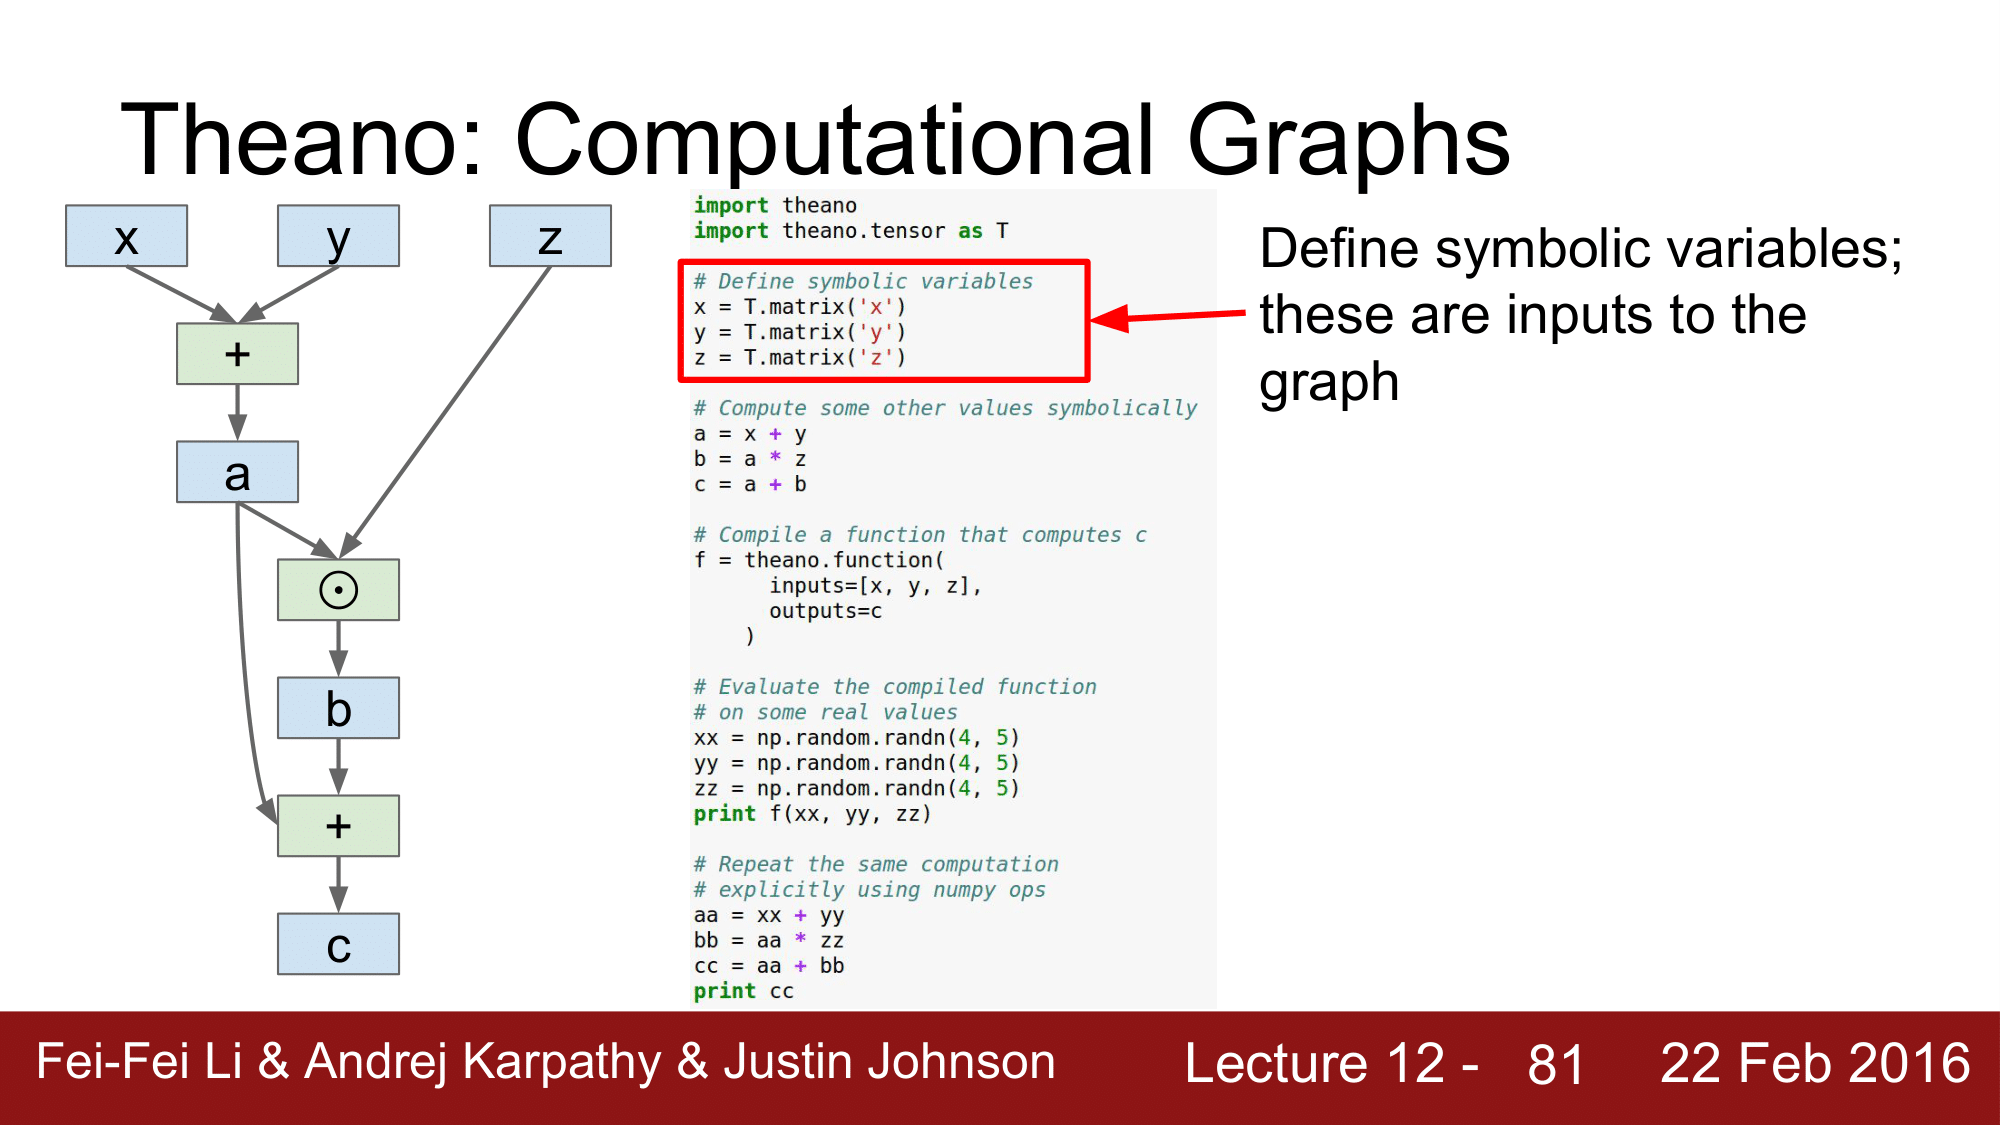 Theano: Computational Graphs
x y z
+
a
⊙
b
+
c
import theano
import theano.tensor as T
# Define symbolic variables
x = T.matrix('x')
y = T.matrix('y')
z = T.matrix('z')
# Compute some other values symbolically
a = x + y
b = a * z
c = a + b
# Compile a function that computes c
f = theano.function(
      inputs=[x, y, z],
      outputs=c
    )
# Evaluate the compiled function
# on some real values
xx = np.random.randn(4, 5)
yy = np.random.randn(4, 5)
zz = np.random.randn(4, 5)
print f(xx, yy, zz)
# Repeat the same computation
# explicitly using numpy ops
aa = xx + yy
bb = aa * zz
cc = aa + bb
print cc
Define symbolic variables;
these are inputs to the
graph
Fei-Fei Li & Andrej Karpathy & Justin Johnson Lecture 12 - 81 22 Feb 2016